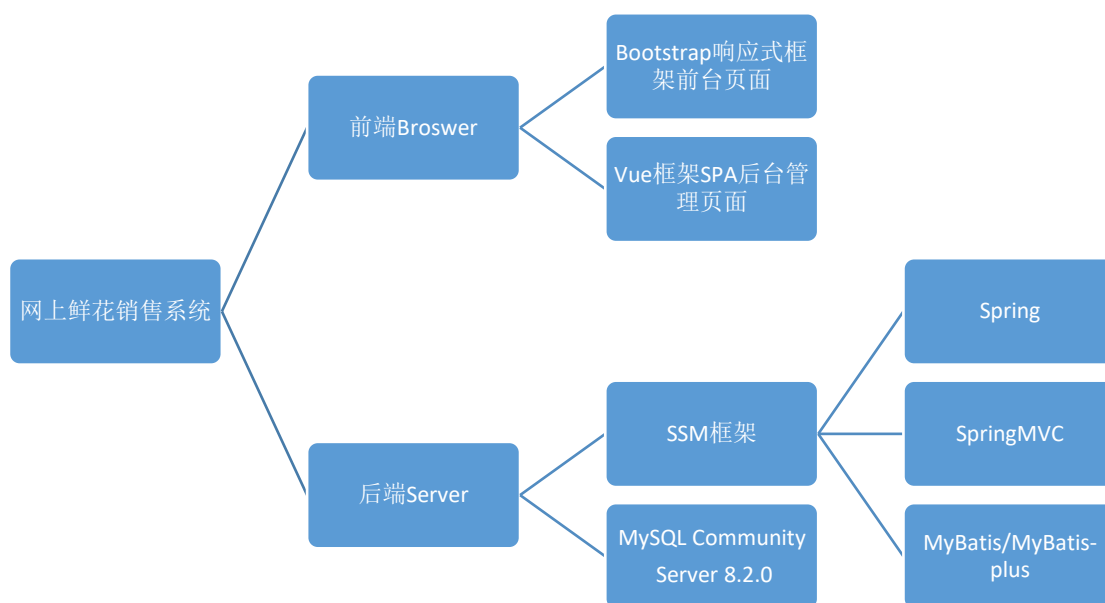 Bootstrap响应式框
架前台页面
前端Broswer
Vue框架SPA后台管
理页面
网上鲜花销售系统
Spring
SSM框架
SpringMVC
后端Server
MySQL Community
Server 8.2.0
MyBatis/MyBatis-
plus